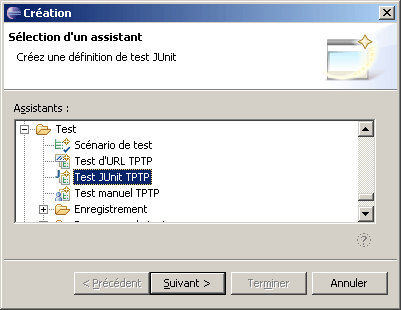 Création
Sélection d'un assistant
Créez une définition de test JUnit
Assistants :
Test
Scénario de test
Test d'URL TPTP
Test JUnit TPTP
Test manuel TPTP
Enregistrement
< Précédent
Suivant >
Terminer
Annuler